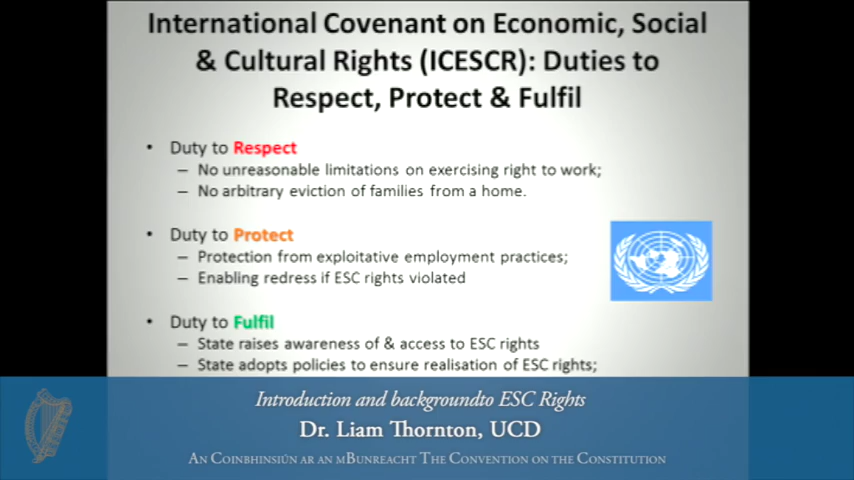 International Covenant on Economic, Social
& Cultural Rights (ICESCR): Duties to
Respect, Protect & Fulfil
• Duty to Respect
– No unreasonable limitations on exercising right to work;
– No arbitrary eviction of families from a home.
• Duty to Protect
– Protection from exploitative employment practices;
– Enabling redress if ESC rights violated
• Duty to Fulfil
– State raises awareness of & access to ESC rights
– State adopts policies to ensure realisation of ESC rights;
Introduction and backgroundto ESC Rights
Dr. Liam Thornton, UCD
An Coinbhinsiún ar an mBunreacht The Convention on the Constitution